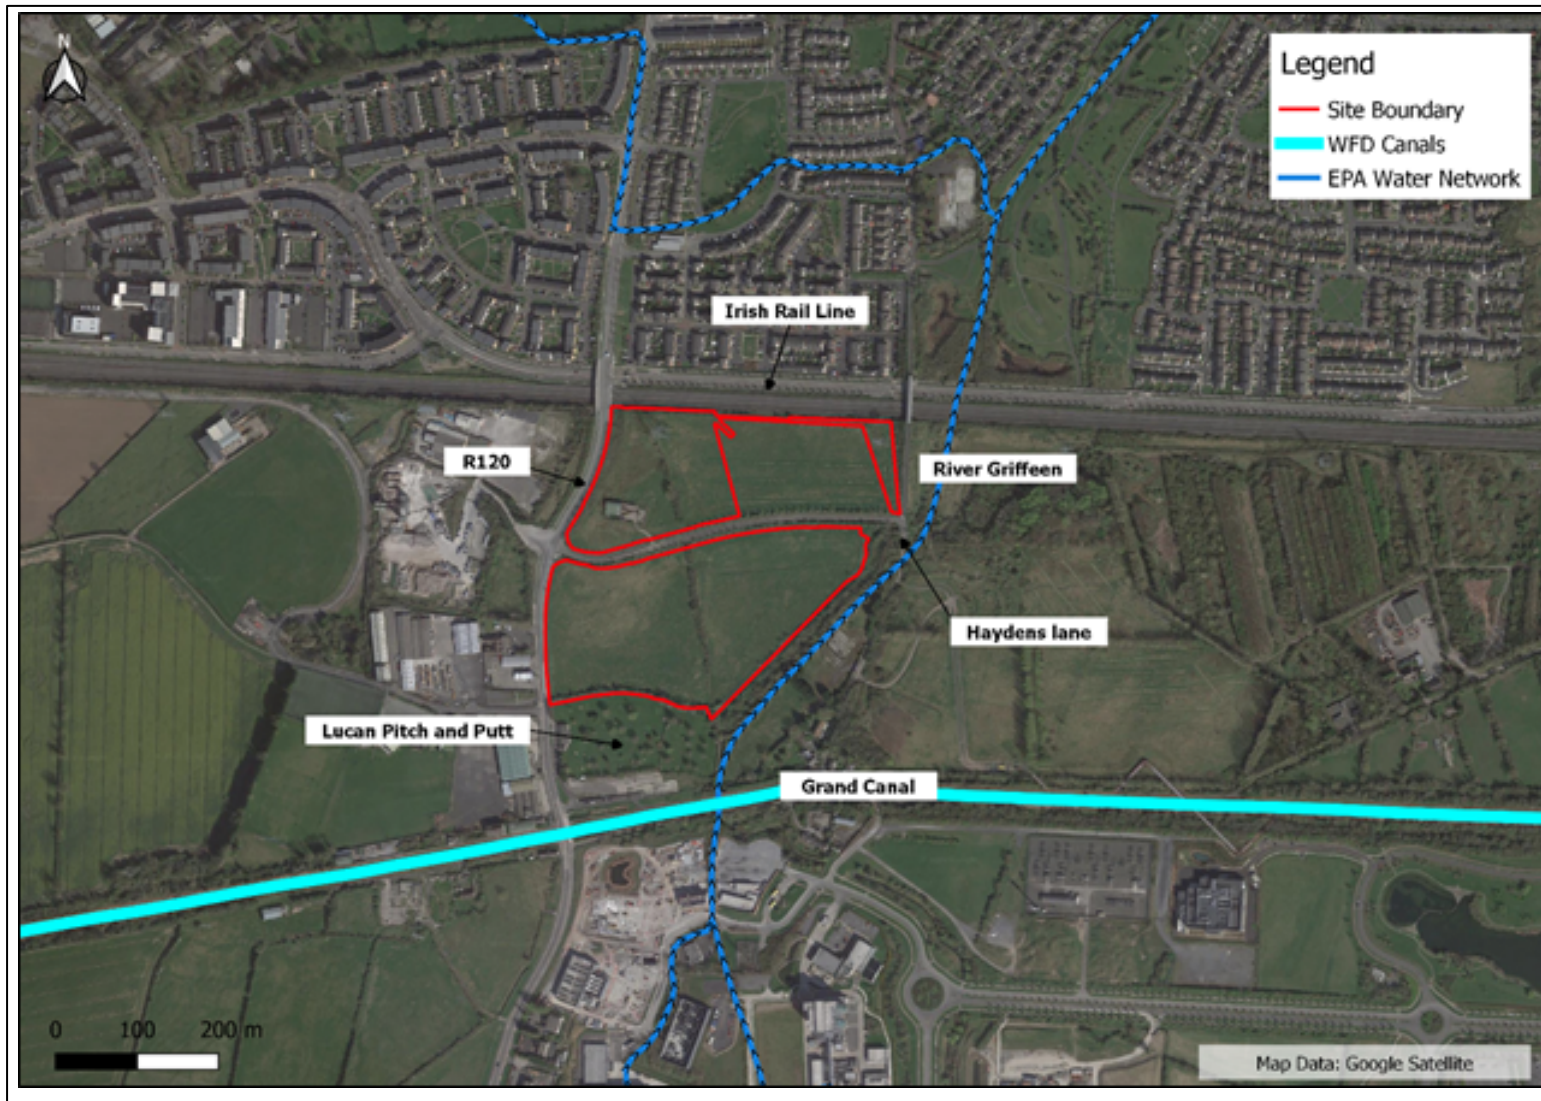 N
Legend
Site Boundary
WFD Canals
EPA Water Network
Irish Rail Line
R120
River Griffeen
Haydens lane
Lucan Pitch and Putt
Grand Canal
0 100 200 m
Map Data: Google Satellite